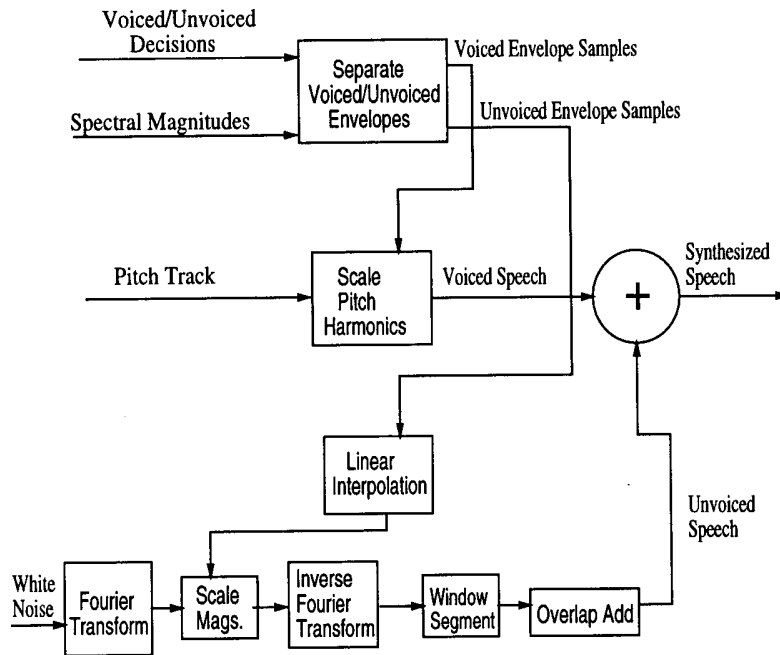 Voiced/Unvoiced
Decisions
Voiced Envelope Samples
Separate
Voiced/Unvoiced
Envelopes
Spectral Magnitudes
Unvoiced Envelope Samples
Pitch Track
Scale
Pitch
Harmonics
Voiced Speech
+
Synthesized
Speech
Linear
Interpolation
Unvoiced
Speech
White
Noise
Fourier
Transform
Scale
Mags.
Inverse
Fourier
Transform
Window
Segment
Overlap Add